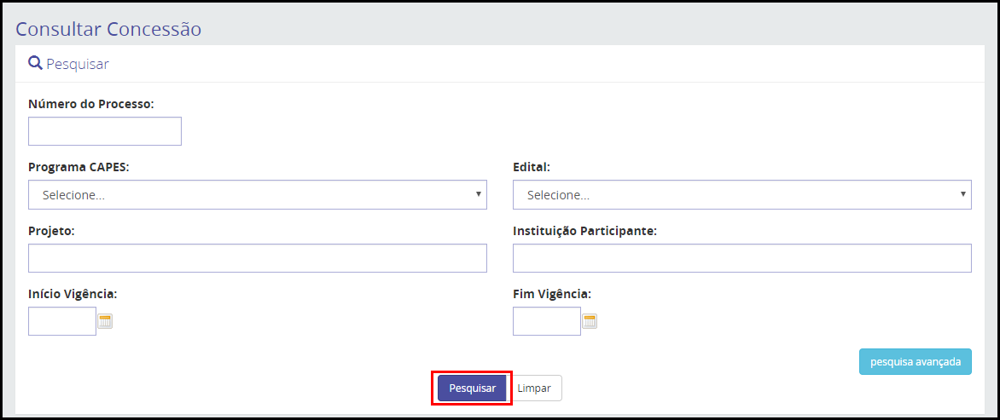 Consultar Concessão
Pesquisar
Número do Processo:
Programa CAPES:
Edital:
Selecione...
Selecione...
Projeto:
Instituição Participante:
Início Vigência:
Fim Vigência:
pesquisa avançada
Pesquisar
Limpar